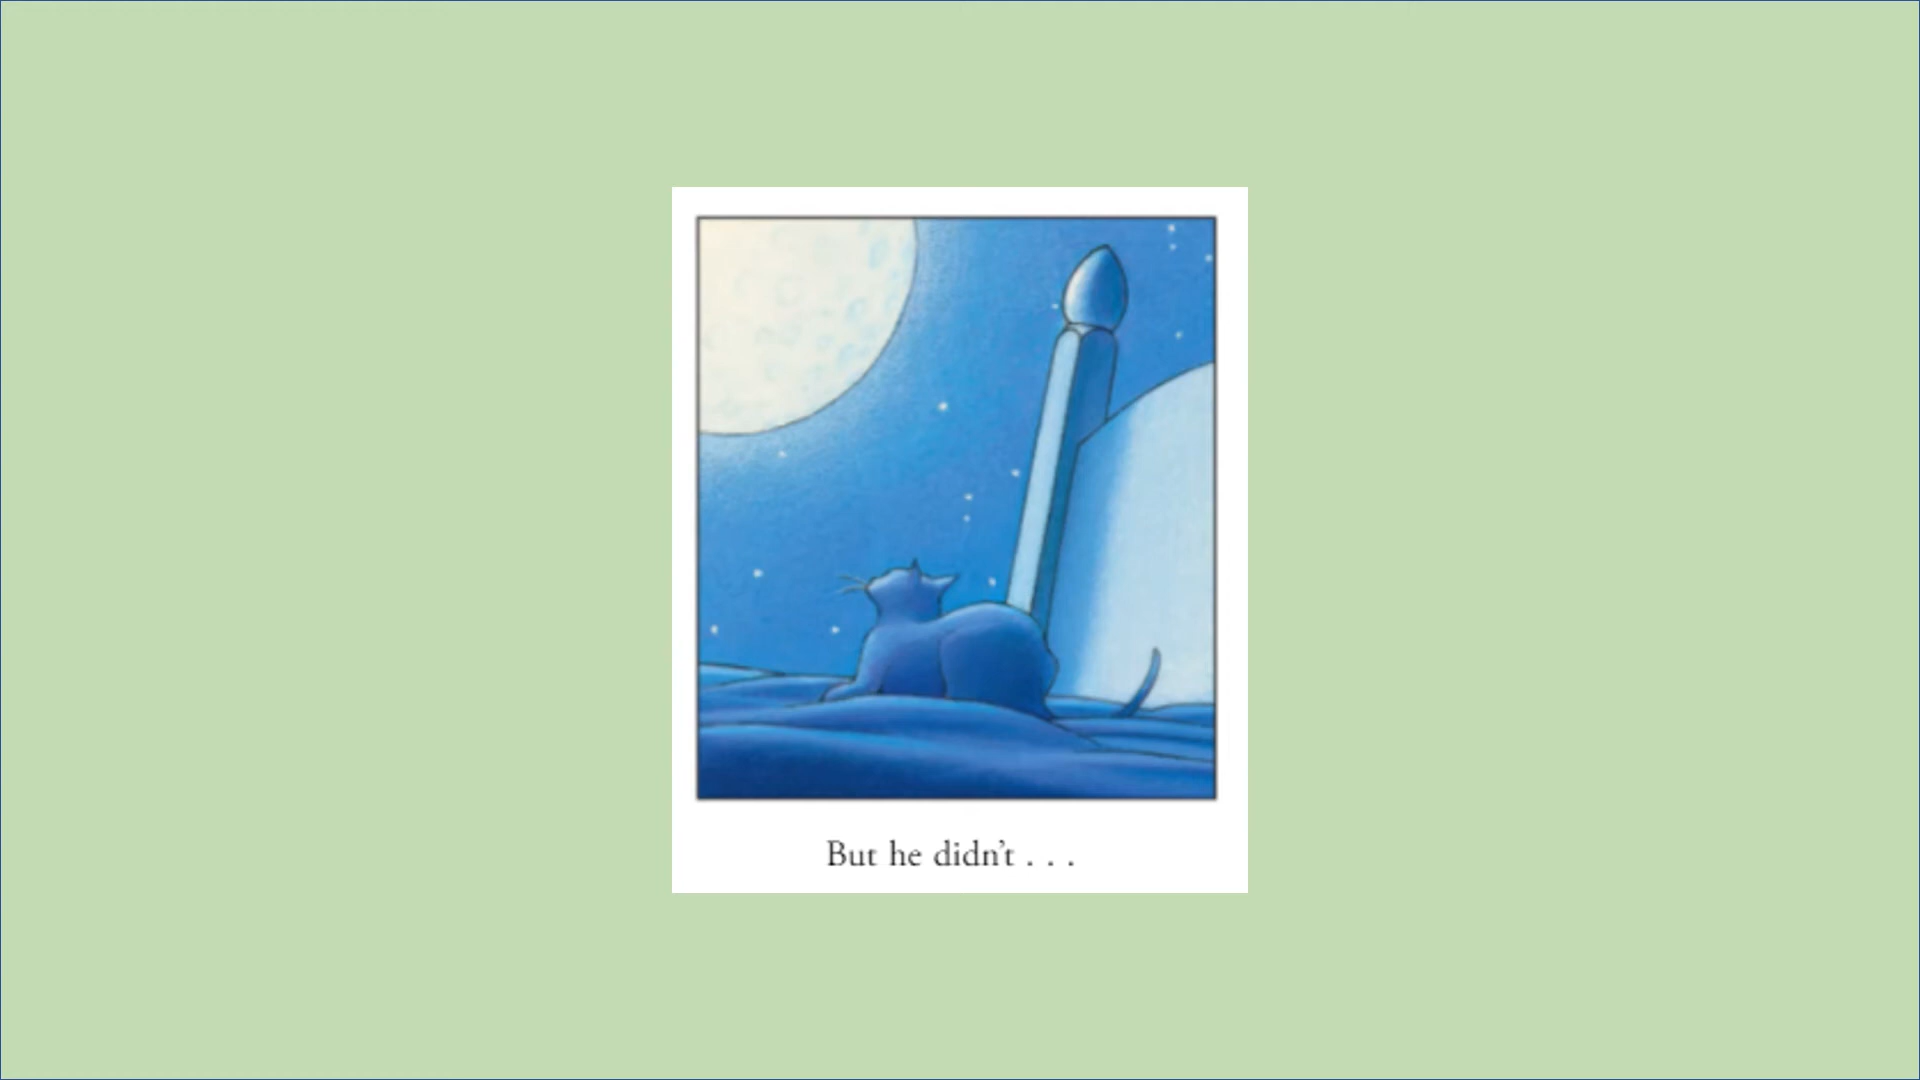 But he didn’t . . .